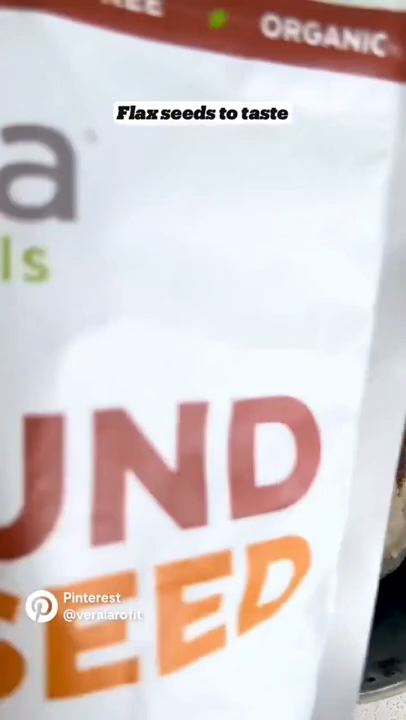 ORGANIC
Flax seeds to taste
a
ls
UND
SEED
Pinterest
@veralarofit